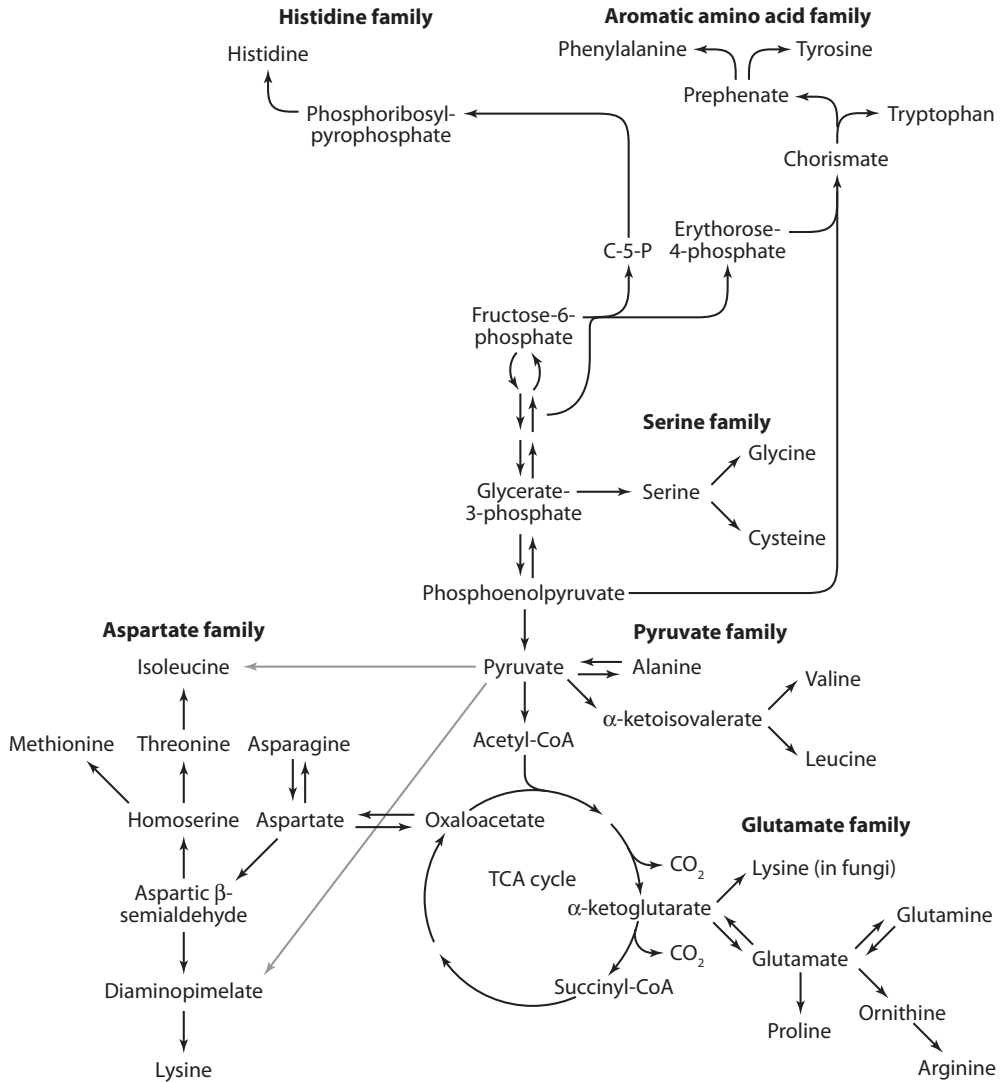 Histidine family
Aromatic amino acid family
Histidine
Phenylalanine
Tyrosine
Prephenate
Phosphoribosyl-
pyrophosphate
Tryptophan
Chorismate
Erythorose-
4-phosphate
C-5-P
Fructose-6-
phosphate
Serine family
Glycine
Glycerate-
3-phosphate
Serine
Cysteine
Phosphoenolpyruvate
Aspartate family
Pyruvate family
Isoleucine
Pyruvate
Alanine
Valine
α-ketoisovalerate
Methionine
Threonine
Asparagine
Acetyl-CoA
Leucine
Homoserine
Aspartate
Oxaloacetate
Glutamate family
CO₂
Lysine (in fungi)
TCA cycle
Aspartic β-
semialdehyde
α-ketoglutarate
Glutamine
CO₂
Glutamate
Diaminopimelate
Succinyl-CoA
Ornithine
Proline
Lysine
Arginine